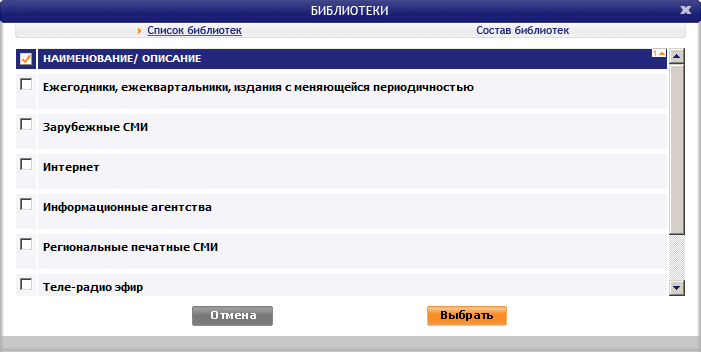 БИБЛИОТЕКИ
Список библиотек Состав библиотек
НАИМЕНОВАНИЕ/ ОПИСАНИЕ 1
Ежегодники, ежеквартальники, издания с меняющейся периодичностью
Зарубежные СМИ
Интернет
Информационные агентства
Региональные печатные СМИ
Теле-радио эфир
Отмена Выбрать